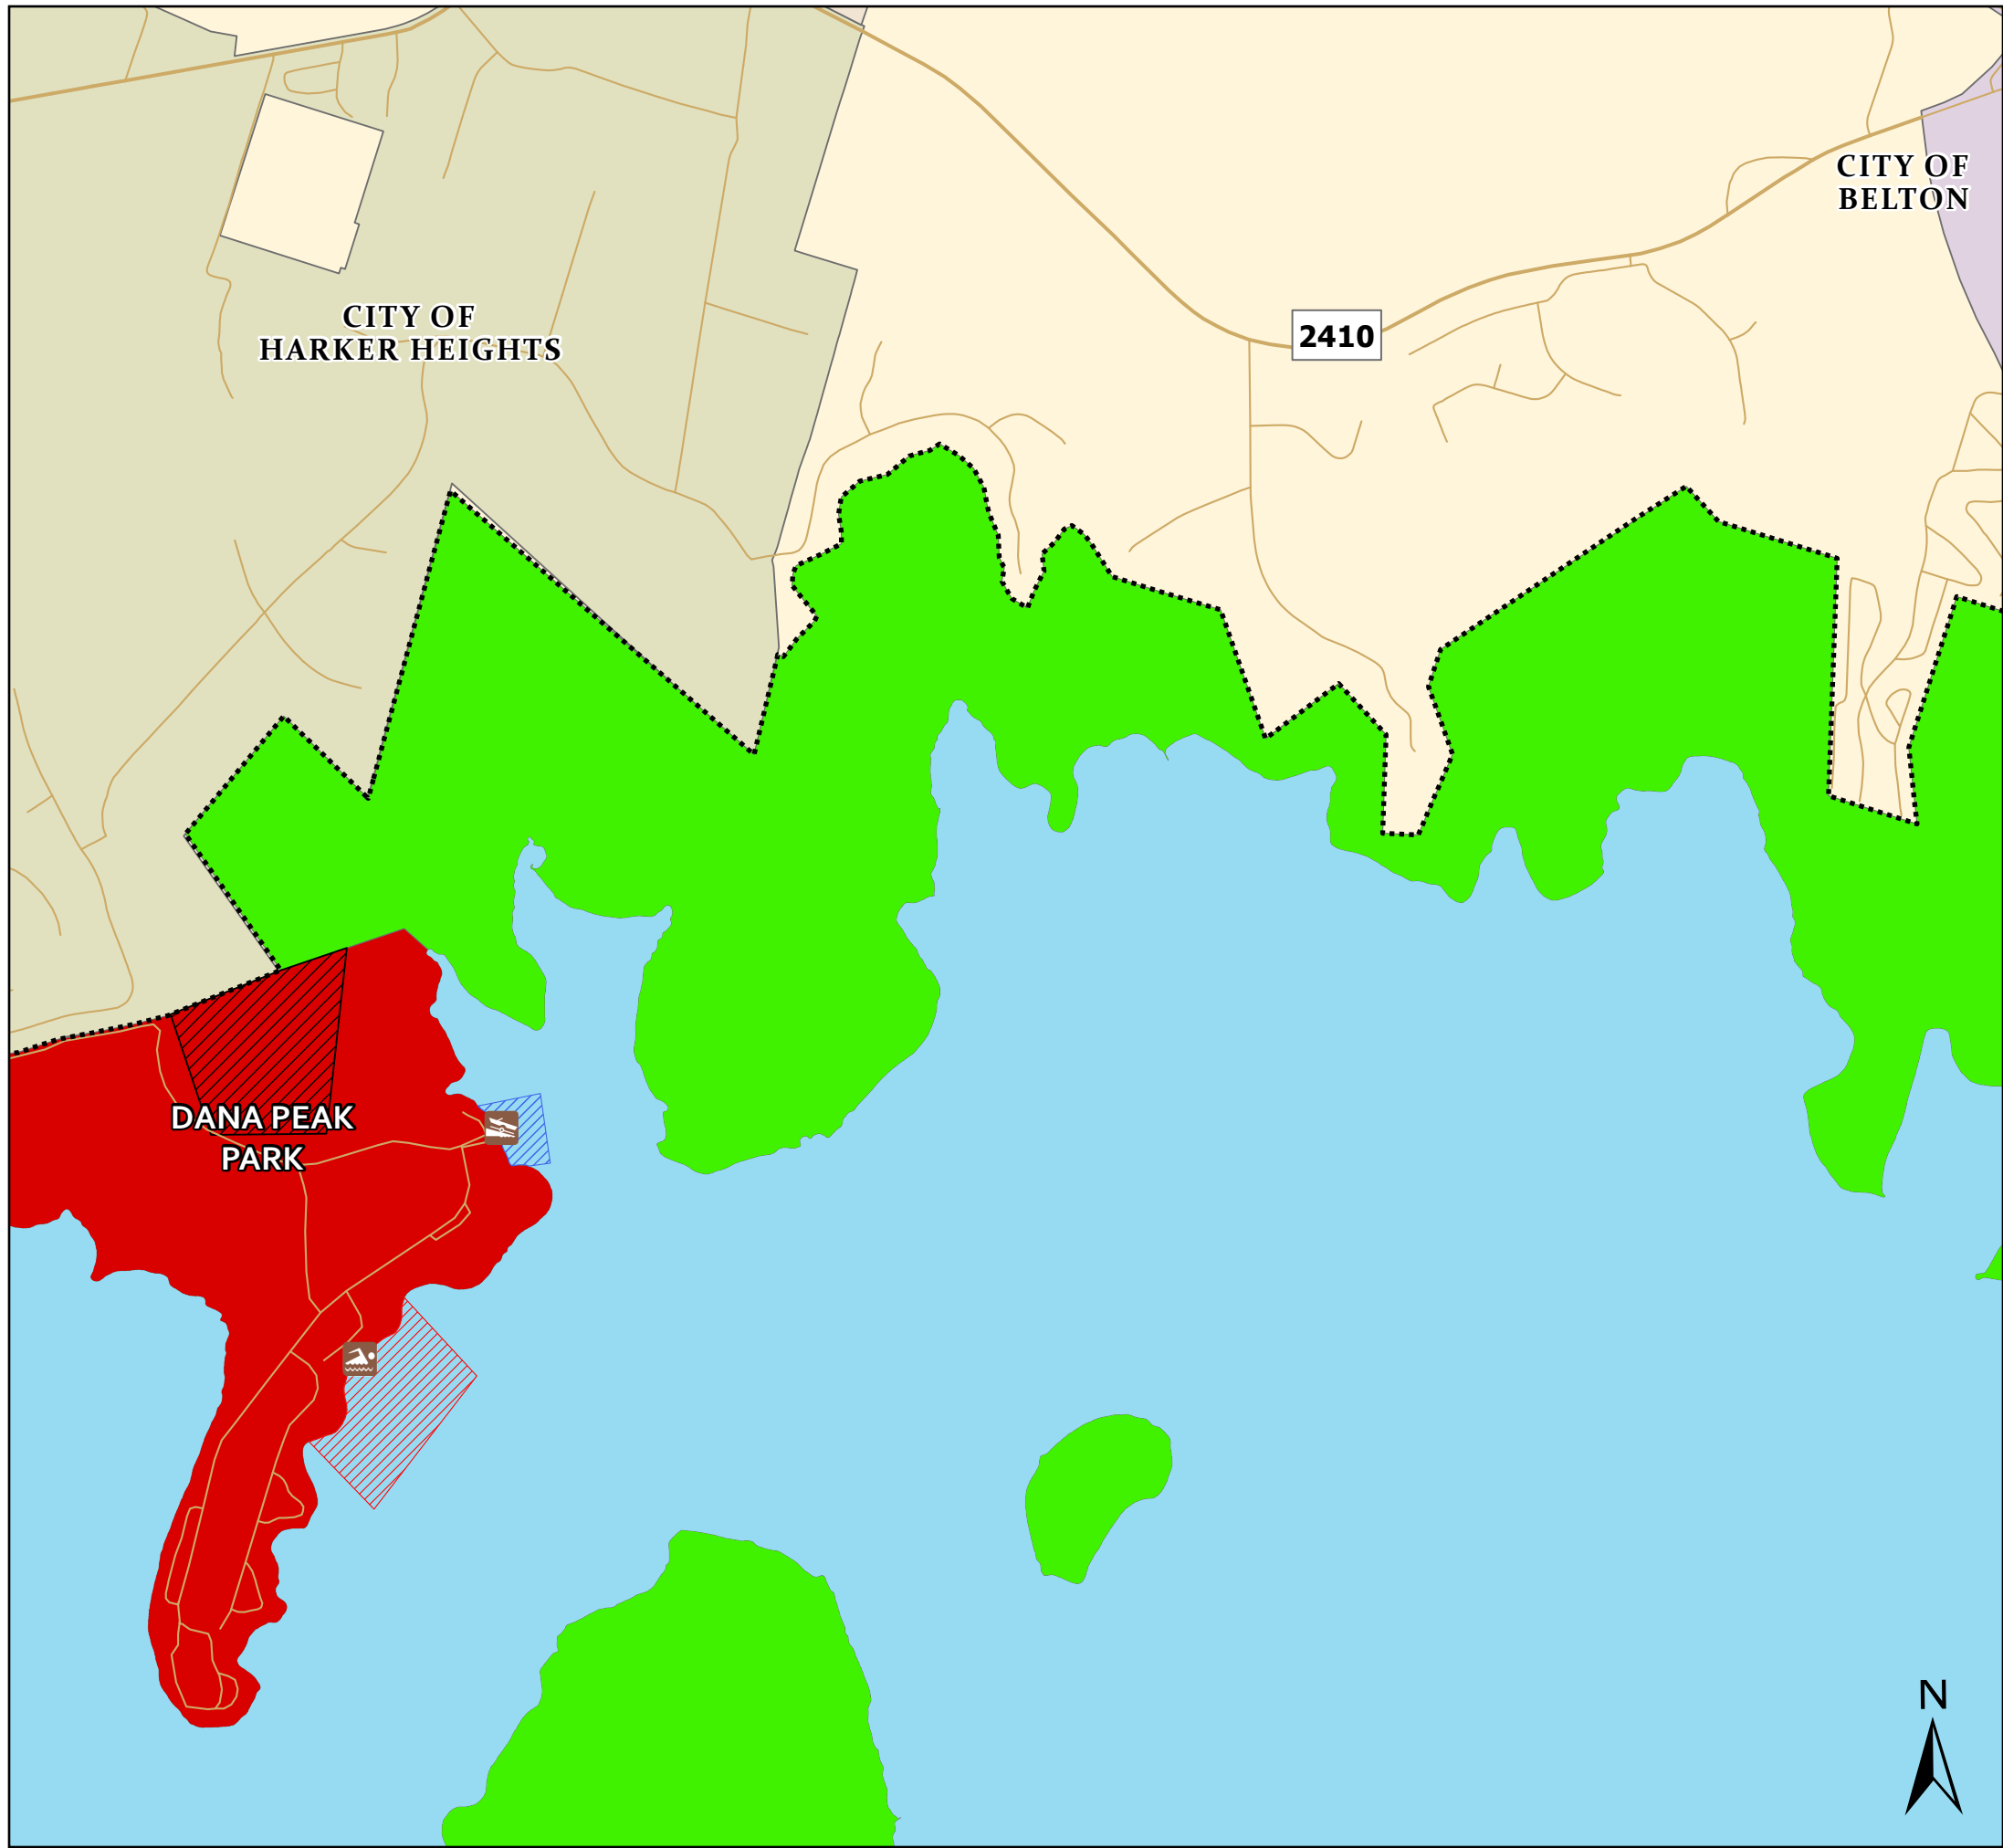 CITY OF
BELTON
CITY OF
HARKER HEIGHTS
2410
DANA PEAK
PARK
N